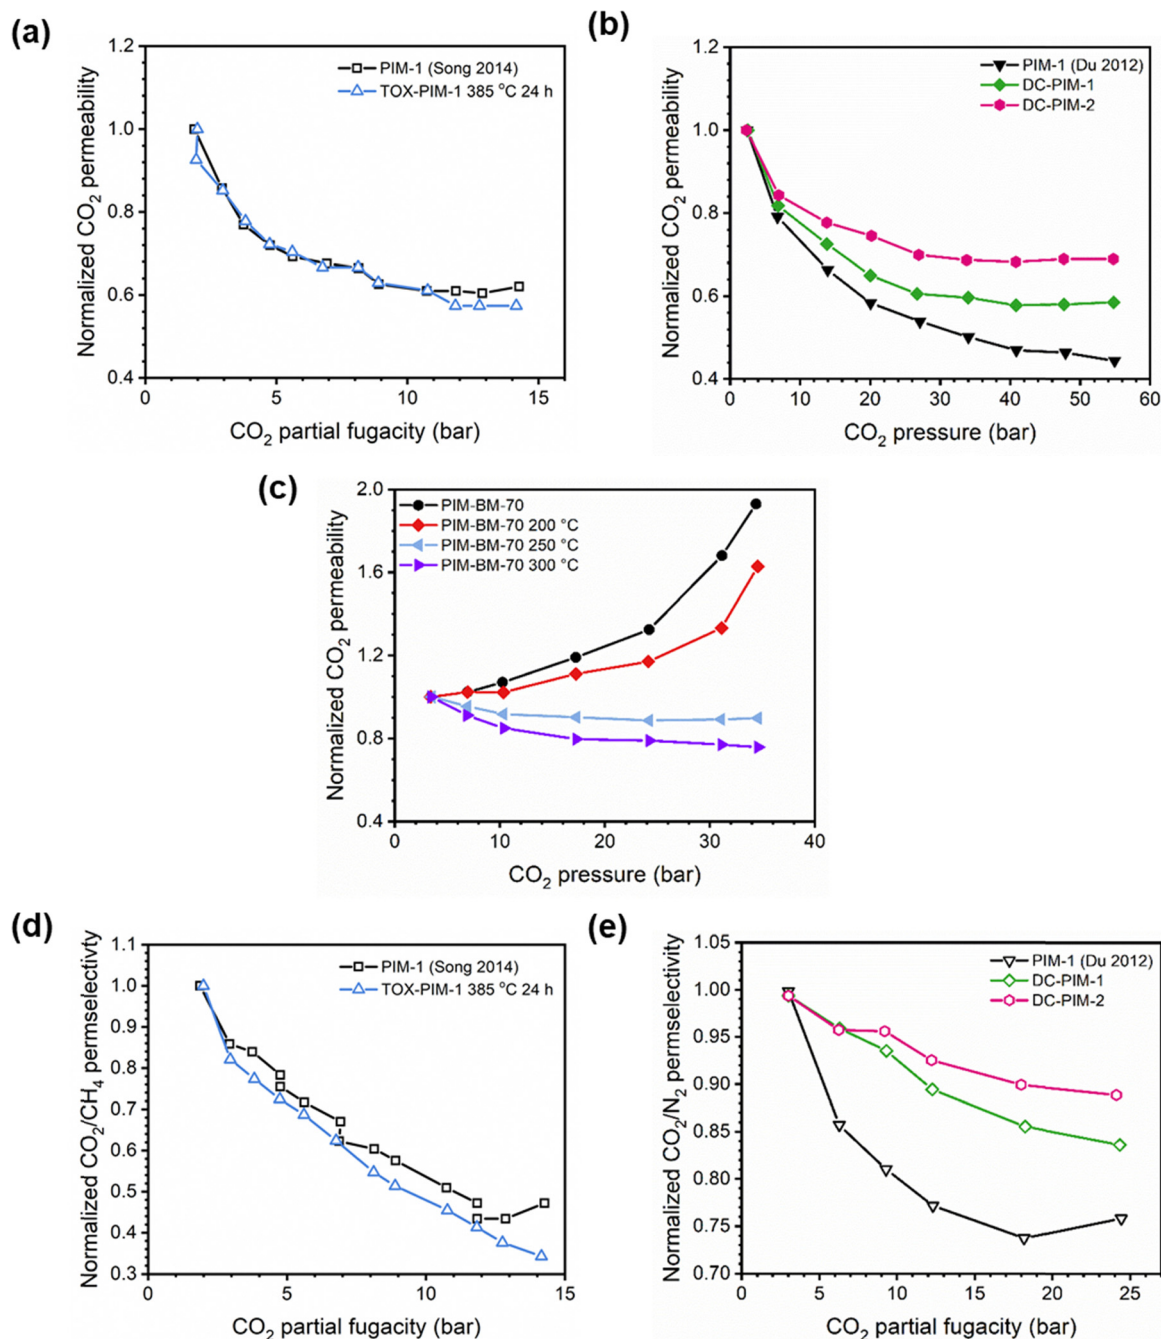 (a)
Normalized CO₂ permeability
1.2
1.0
0.8
0.6
0.4
PIM-1 (Song 2014)
TOX-PIM-1 385 °C 24 h
0 5 10 15
CO₂ partial fugacity (bar)
(b)
Normalized CO₂ permeability
1.2
1.0
0.8
0.6
0.4
PIM-1 (Du 2012)
DC-PIM-1
DC-PIM-2
0 10 20 30 40 50 60
CO₂ pressure (bar)
(c)
Normalized CO₂ permeability
2.0
1.6
1.2
0.8
0.4
PIM-BM-70
PIM-BM-70 200 °C
PIM-BM-70 250 °C
PIM-BM-70 300 °C
0 10 20 30 40
CO₂ pressure (bar)
(d)
Normalized CO₂/CH₄ permselectivty
1.1
1.0
0.9
0.8
0.7
0.6
0.5
0.4
0.3
PIM-1 (Song 2014)
TOX-PIM-1 385 °C 24 h
0 5 10 15
CO₂ partial fugacity (bar)
(e)
Normalized CO₂/N₂ permselectivity
1.05
1.00
0.95
0.90
0.85
0.80
0.75
0.70
PIM-1 (Du 2012)
DC-PIM-1
DC-PIM-2
0 5 10 15 20 25
CO₂ partial fugacity (bar)